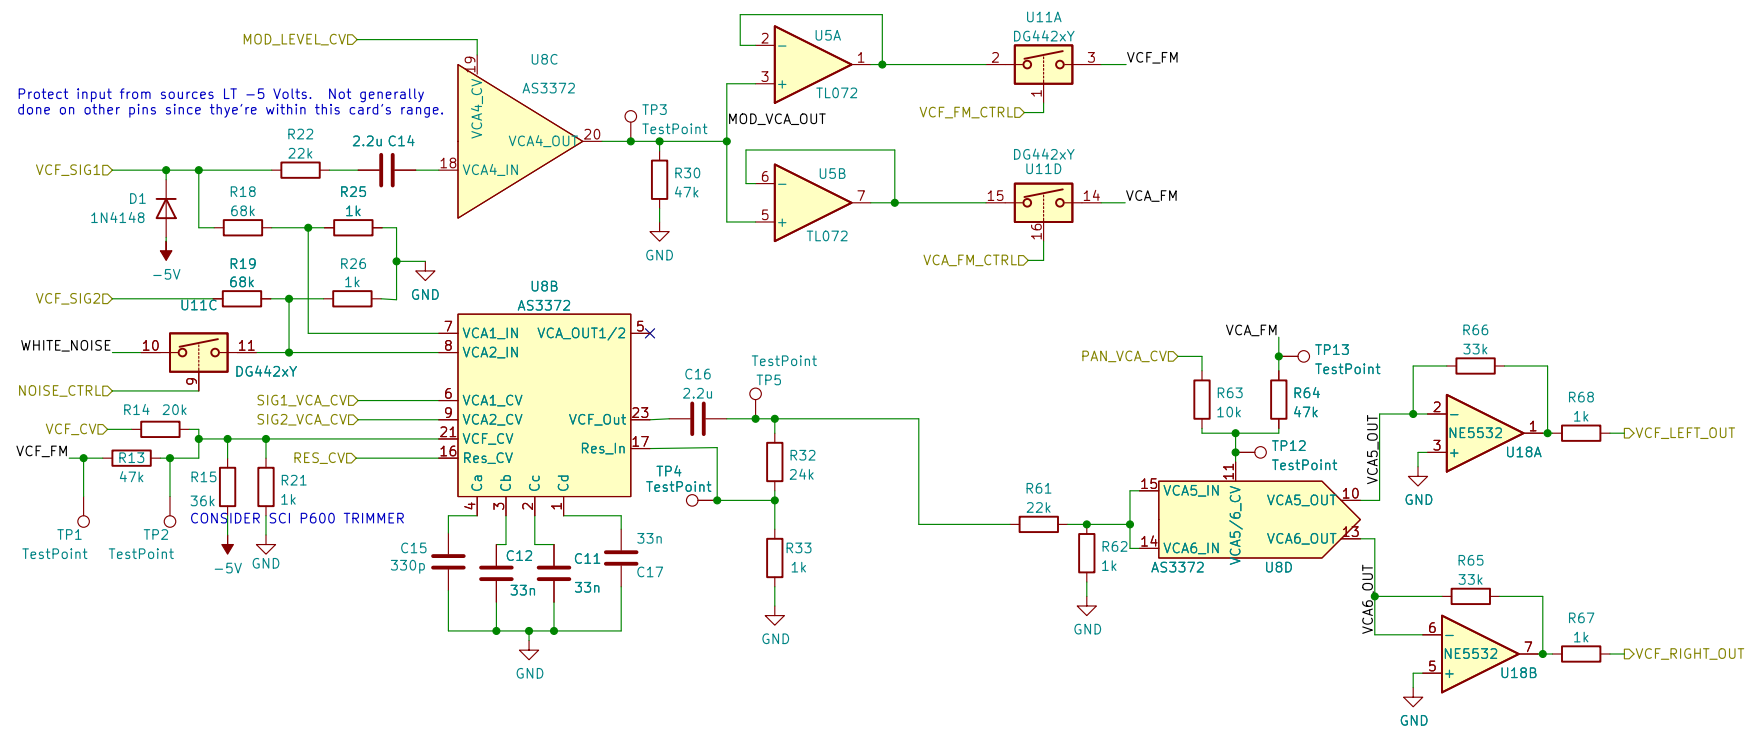 MOD_LEVEL_CV
Protect input from sources LT -5 Volts.  Not generally
done on other pins since thye're within this card's range.
U8C
AS3372
19
VCA4_CV
VCA4_OUT
20
18
VCA4_IN
VCF_SIG1
R22
22k
2.2u C14
D1
1N4148
-5V
R18
68k
R25
1k
R19
68k
R26
1k
GND
VCF_SIG2
U11C
WHITE_NOISE
10
11
9
DG442xY
NOISE_CTRL
TP3
TestPoint
R30
47k
GND
MOD_VCA_OUT
U5A
2
3
1
TL072
U5B
6
5
7
TL072
U11A
DG442xY
2
3
1
VCF_FM
VCF_FM_CTRL
DG442xY
U11D
15
14
16
VCA_FM
VCA_FM_CTRL
U8B
AS3372
7
VCA1_IN
8
VCA2_IN
6
VCA1_CV
9
VCA2_CV
21
VCF_CV
16
Res_CV
VCA_OUT1/2
5
VCF_Out
23
Res_In
17
Ca
Cb
Cc
Cd
4
3
2
1
SIG1_VCA_CV
SIG2_VCA_CV
RES_CV
R14
20k
VCF_CV
VCF_FM
R13
47k
R15
36k
R21
1k
CONSIDER SCI P600 TRIMMER
TP1
TestPoint
TP2
TestPoint
-5V
GND
C15
330p
C12
33n
C11
33n
33n
C17
GND
C16
2.2u
TestPoint
TP5
TP4
TestPoint
R32
24k
R33
1k
GND
R61
22k
R62
1k
GND
VCA_FM
PAN_VCA_CV
TP13
TestPoint
R63
10k
R64
47k
TP12
TestPoint
11
15
VCA5_IN
14
VCA6_IN
VCA5/6_CV
VCA5_OUT
10
VCA6_OUT
13
AS3372
U8D
VCA5_OUT
VCA6_OUT
R66
33k
2
3
1
NE5532
U18A
GND
R68
1k
VCF_LEFT_OUT
R65
33k
6
5
7
NE5532
U18B
GND
R67
1k
VCF_RIGHT_OUT